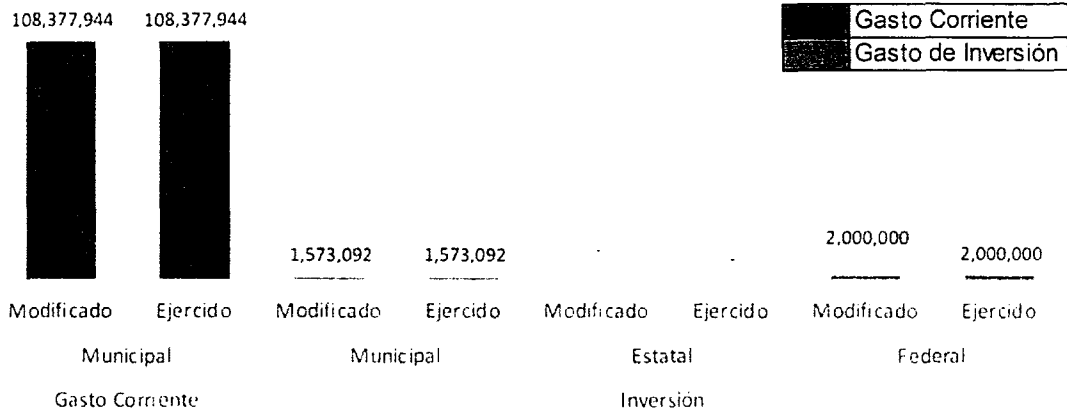 108,377,944 108,377,944
Gasto Corriente
Gasto de Inversión
1,573,092 1,573,092 - - 2,000,000 2,000,000
Modificado Ejercido Modificado Ejercido Modificado Ejercido Modificado Ejercido
Municipal Municipal Estatal Federal
Gasto Corriente Inversión